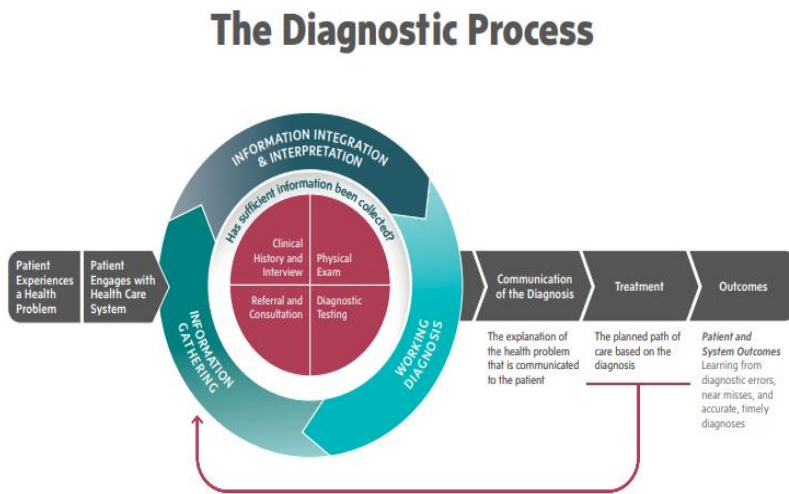 The Diagnostic Process
INFORMATION INTEGRATION
& INTERPRETATION
Has sufficient information been collected?
Clinical
History and
Interview
Physical
Exam
Referral and
Consultation
Diagnostic
Testing
INFORMATION
GATHERING
WORKING
DIAGNOSIS
Patient
Experiences
a Health
Problem
Patient
Engages with
Health Care
System
Communication
of the Diagnosis
Treatment
Outcomes
The explanation of
the health problem
that is communicated
to the patient
The planned path of
care based on the
diagnosis
Patient and
System Outcomes
Learning from
diagnostic errors,
near misses, and
accurate, timely
diagnoses